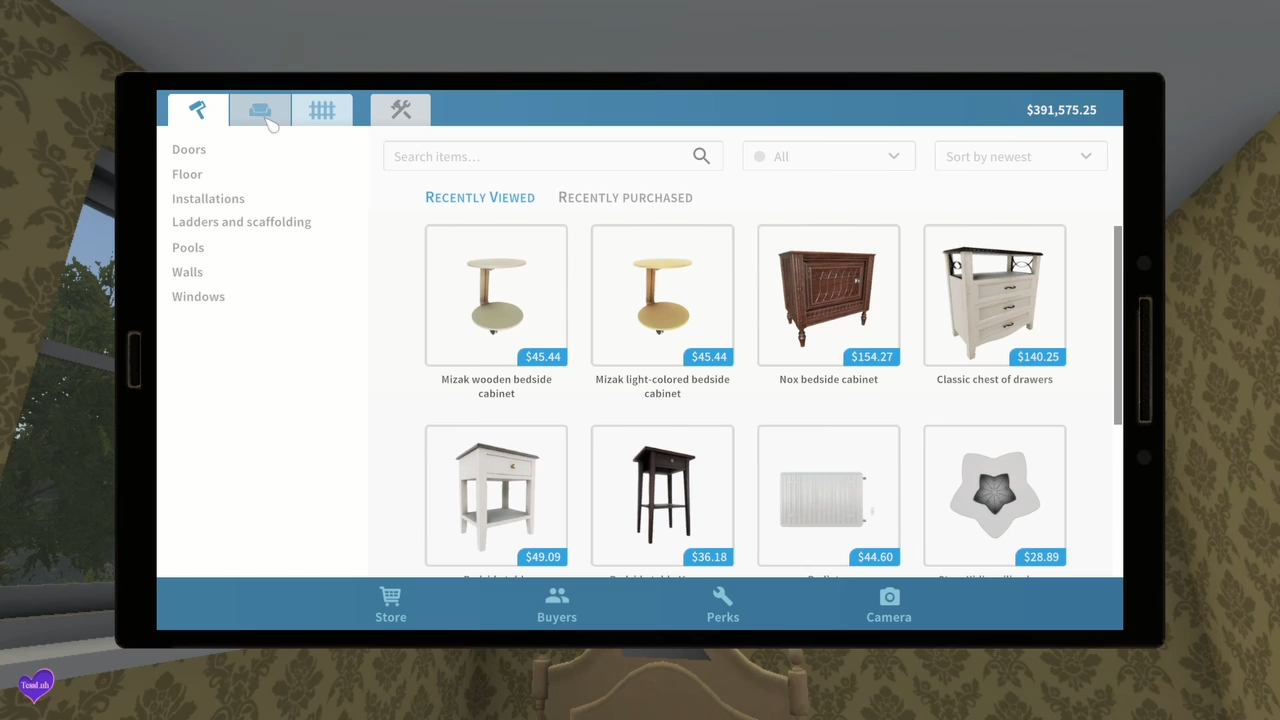 $391,575.25
Doors
Floor
Installations
Ladders and scaffolding
Pools
Walls
Windows
Search items...
All
Sort by newest
RECENTLY VIEWED
RECENTLY PURCHASED
$45.44
$45.44
$154.27
$140.25
Mizak wooden bedside
cabinet
Mizak light-colored bedside
cabinet
Nox bedside cabinet
Classic chest of drawers
$49.09
$36.18
$44.60
$28.89
Store
Buyers
Perks
Camera